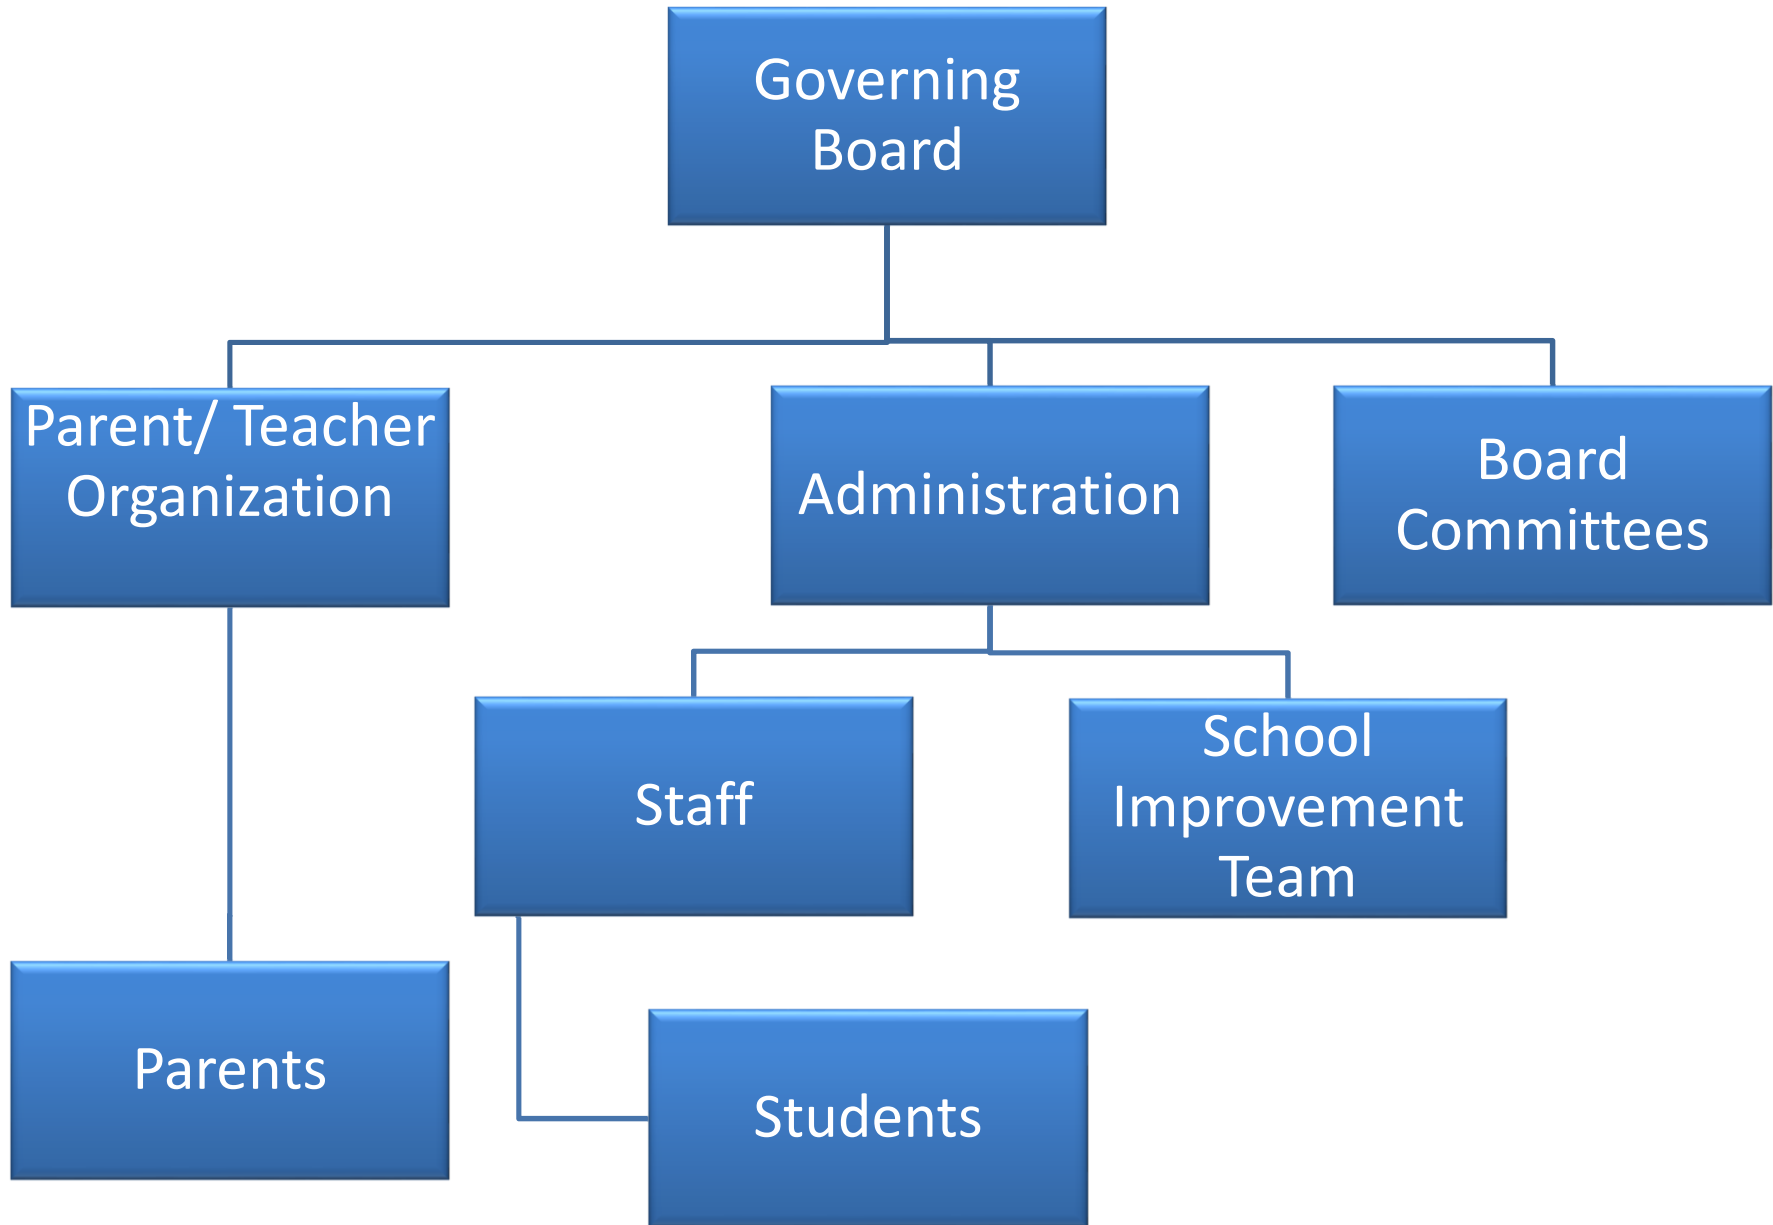 Governing
Board
Parent/ Teacher
Organization
Administration
Board
Committees
Staff
School
Improvement
Team
Parents
Students